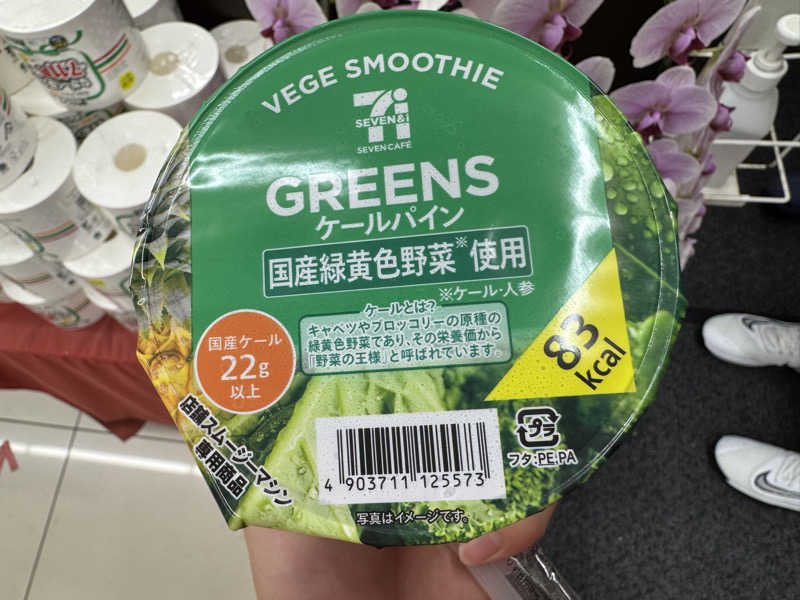 VEGE SMOOTHIE
SEVEN&i
SEVEN CAFÉ
GREENS
ケールパイン
国産緑黄色野菜※使用
※ケール・人参
ケールとは?
キャベツやブロッコリーの原種の
緑黄色野菜であり、その栄養価から
「野菜の王様」と呼ばれています。
国産ケール
22g
以上
83
kcal
店舗スムージーマシン
専用商品
4 903711 125573
プラ
フタ:PE,PA
写真はイメージです。